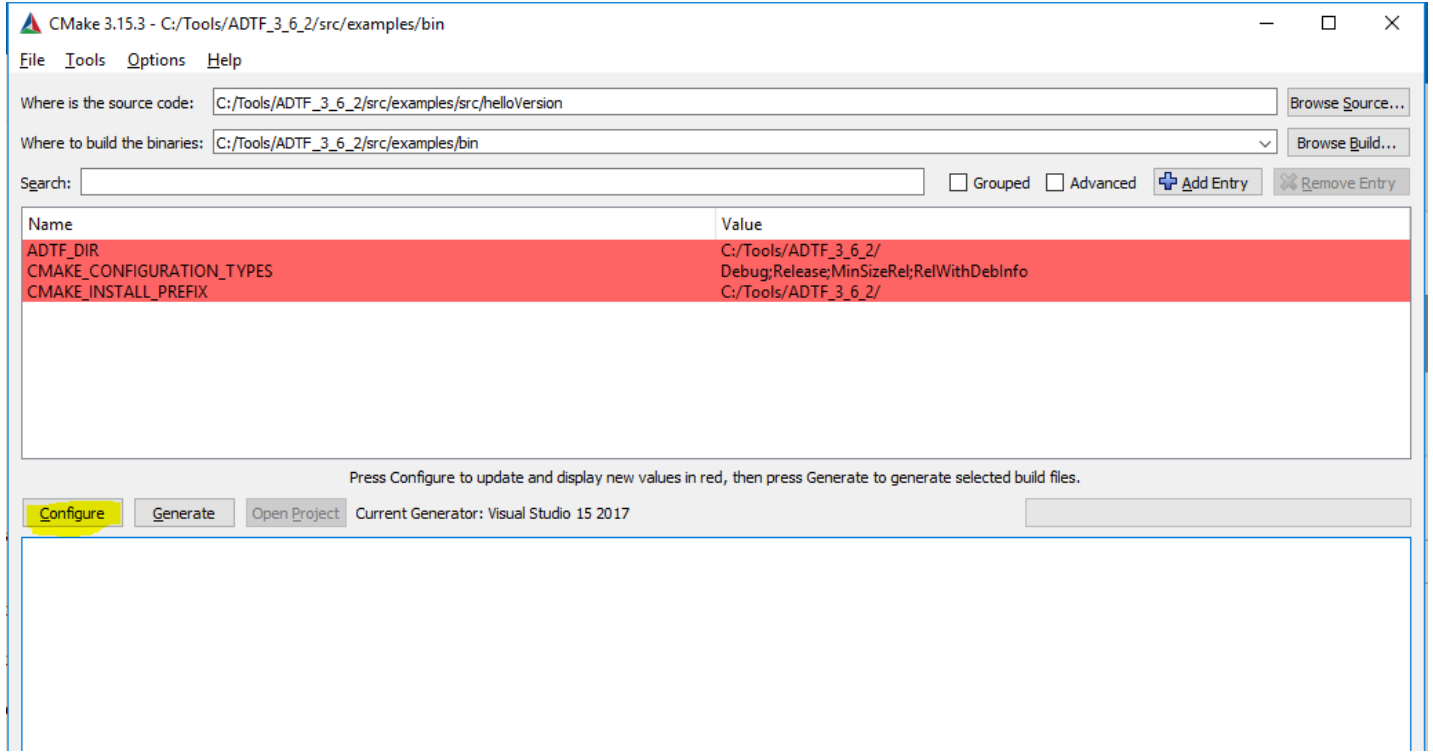 CMake 3.15.3 - C:/Tools/ADTF_3_6_2/src/examples/bin
File Tools Options Help
Where is the source code: C:/Tools/ADTF_3_6_2/src/examples/src/helloVersion Browse Source...
Where to build the binaries: C:/Tools/ADTF_3_6_2/src/examples/bin Browse Build...
Search: Grouped Advanced Add Entry Remove Entry
Name Value
ADTF_DIR C:/Tools/ADTF_3_6_2/
CMAKE_CONFIGURATION_TYPES Debug;Release;MinSizeRel;RelWithDebInfo
CMAKE_INSTALL_PREFIX C:/Tools/ADTF_3_6_2/
Press Configure to update and display new values in red, then press Generate to generate selected build files.
Configure Generate Open Project Current Generator: Visual Studio 15 2017